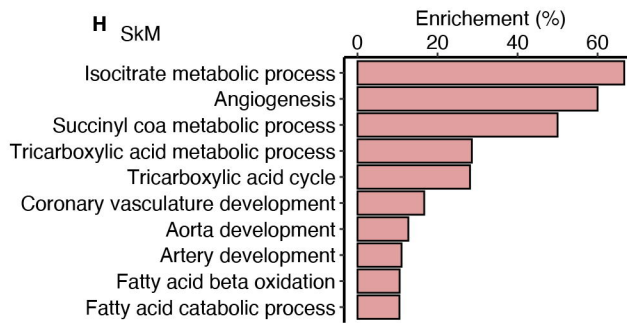 H SkM
Enrichement (%)
0 20 40 60
Isocitrate metabolic process
Angiogenesis
Succinyl coa metabolic process
Tricarboxylic acid metabolic process
Tricarboxylic acid cycle
Coronary vasculature development
Aorta development
Artery development
Fatty acid beta oxidation
Fatty acid catabolic process